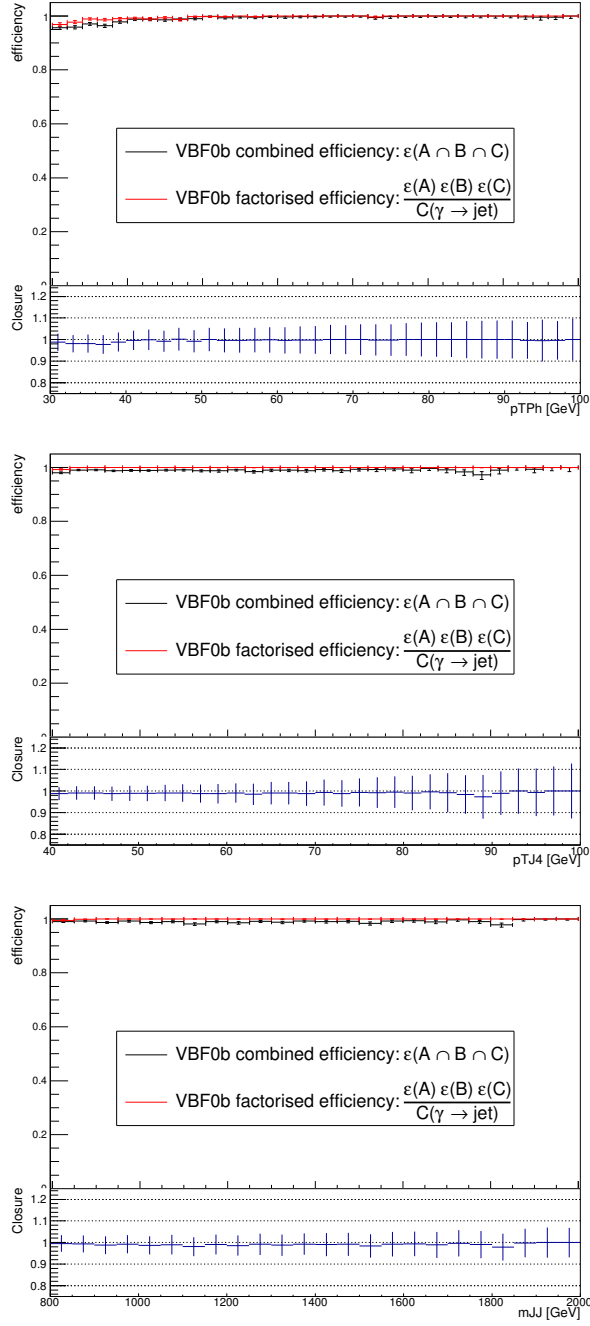 efficiency
1
0.8
0.6
0.4
0.2
0
VBF0b combined efficiency: ε(A ∩ B ∩ C)
VBF0b factorised efficiency: ε(A) ε(B) ε(C)
C(γ → jet)
Closure
1.2
1.1
1
0.9
0.8
30 40 50 60 70 80 90 100
pTPh [GeV]
efficiency
1
0.8
0.6
0.4
0.2
0
VBF0b combined efficiency: ε(A ∩ B ∩ C)
VBF0b factorised efficiency: ε(A) ε(B) ε(C)
C(γ → jet)
Closure
1.2
1.1
1
0.9
0.8
40 50 60 70 80 90 100
pTJ4 [GeV]
efficiency
1
0.8
0.6
0.4
0.2
0
VBF0b combined efficiency: ε(A ∩ B ∩ C)
VBF0b factorised efficiency: ε(A) ε(B) ε(C)
C(γ → jet)
Closure
1.2
1.1
1
0.9
0.8
800 1000 1200 1400 1600 1800 2000
mJJ [GeV]